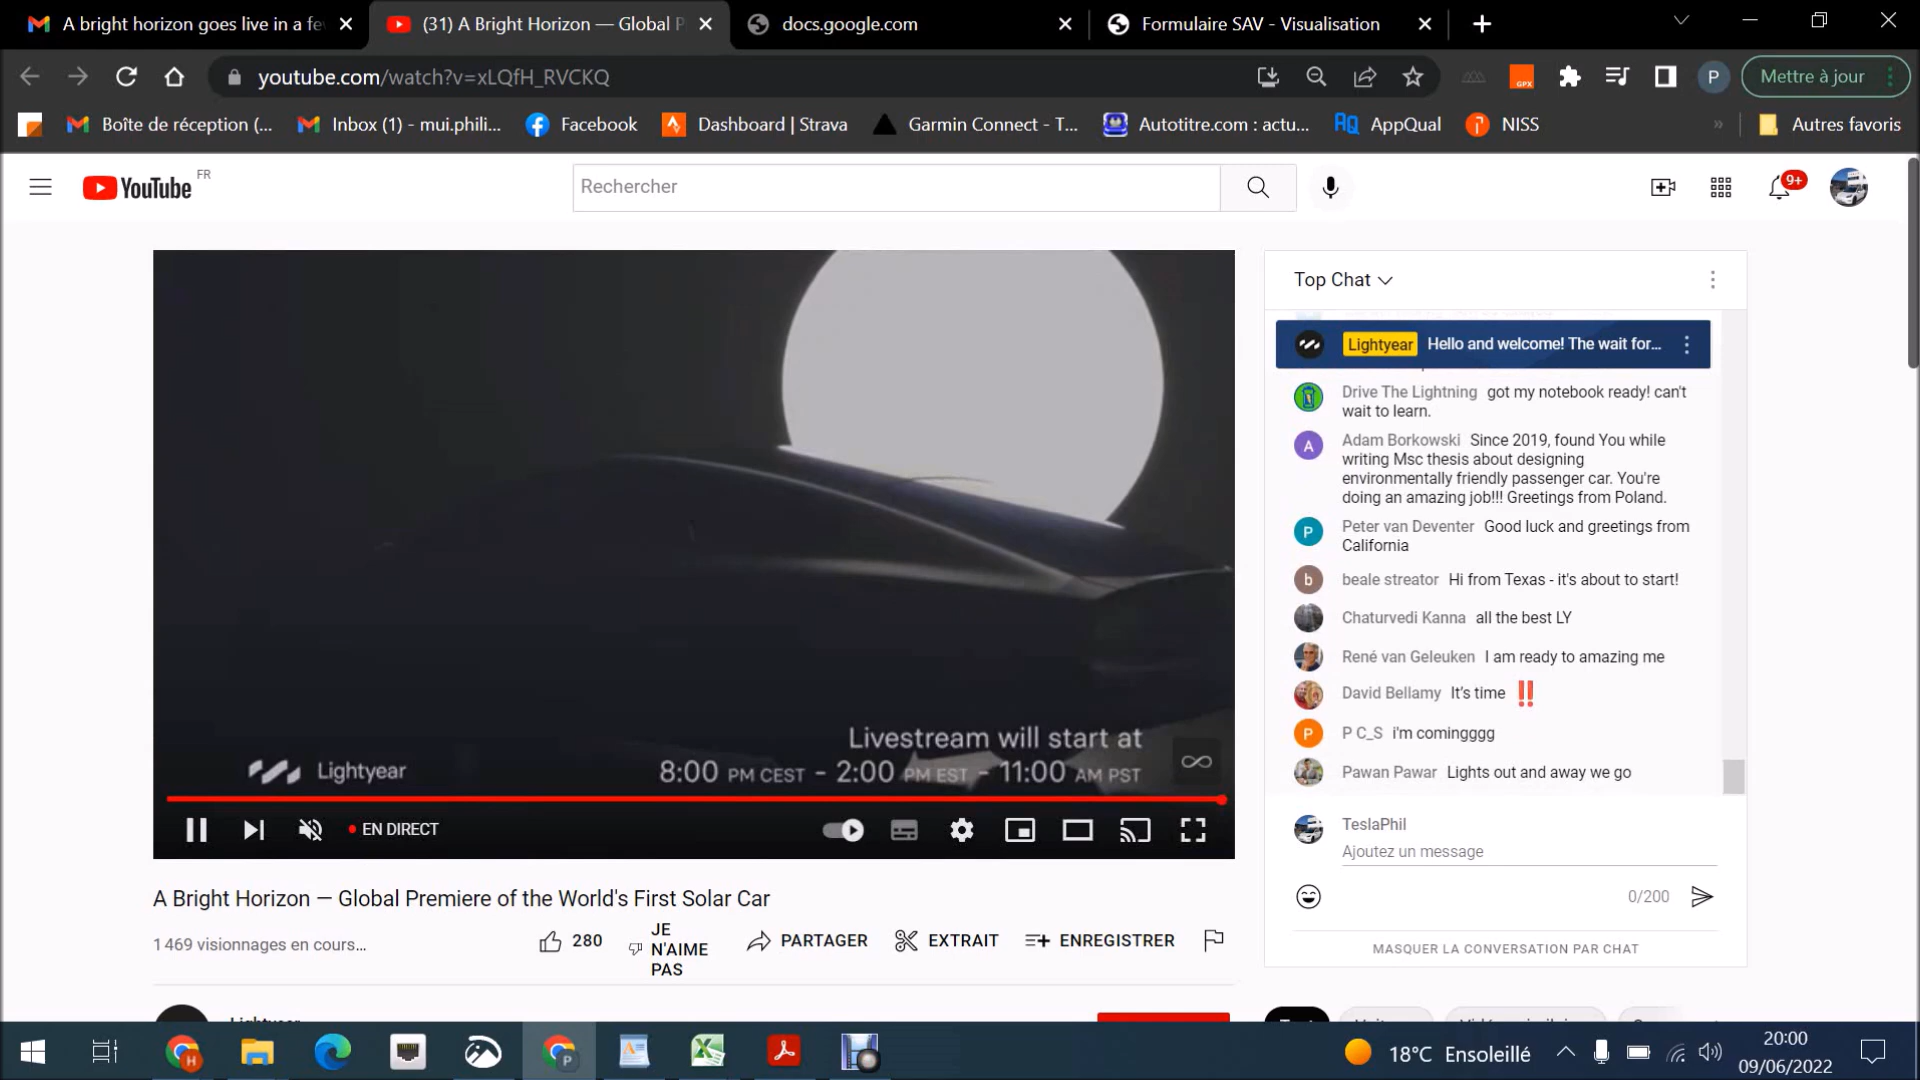 A bright horizon goes live in a fe
(31) A Bright Horizon — Global P
docs.google.com
Formulaire SAV - Visualisation
youtube.com/watch?v=xLQfH_RVCKQ
GPX
P
Mettre à jour
Boîte de réception (...
Inbox (1) - mui.phili...
Facebook
Dashboard | Strava
Garmin Connect - T...
Autotitre.com : actu...
AQ
AppQual
NISS
»
Autres favoris
YouTube FR
Rechercher
9+
Top Chat
Lightyear Hello and welcome! The wait for...
Drive The Lightning got my notebook ready! can't
wait to learn.
A
Adam Borkowski Since 2019, found You while
writing Msc thesis about designing
environmentally friendly passenger car. You're
doing an amazing job!!! Greetings from Poland.
P
Peter van Deventer Good luck and greetings from
California
b
beale streator Hi from Texas - it's about to start!
Chaturvedi Kanna all the best LY
René van Geleuken I am ready to amazing me
David Bellamy It's time ‼️
P
P C_S i'm comingggg
Pawan Pawar Lights out and away we go
TeslaPhil
Ajoutez un message
0/200
MASQUER LA CONVERSATION PAR CHAT
Livestream will start at
8:00 PM CEST - 2:00 PM EST - 11:00 AM PST
Lightyear
EN DIRECT
A Bright Horizon — Global Premiere of the World's First Solar Car
1 469 visionnages en cours...
280
JE
N'AIME
PAS
PARTAGER
EXTRAIT
ENREGISTRER
Lightyear
18°C Ensoleillé
20:00
09/06/2022